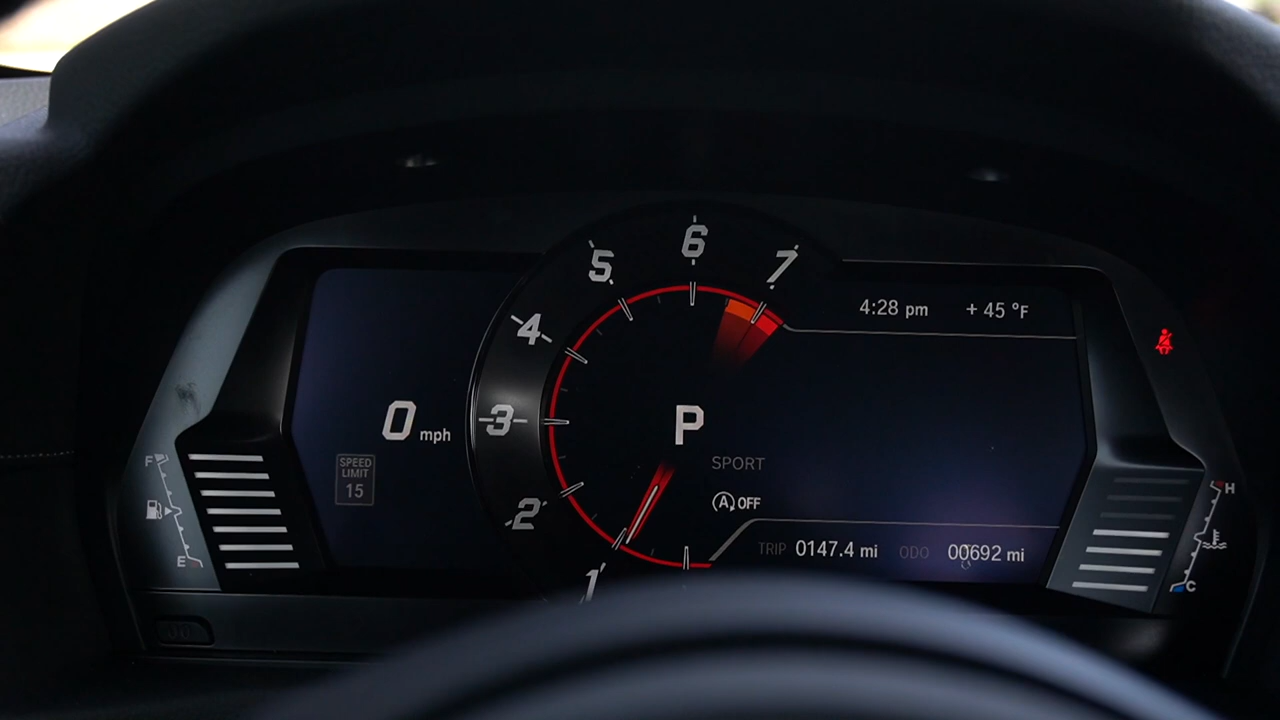 6
5
7
4:28 pm +45 °F
4
0 mph
3
P
SPEED
LIMIT
15
SPORT
F
H
A OFF
2
TRIP 0147.4 mi ODO 00692 mi
E
1
C